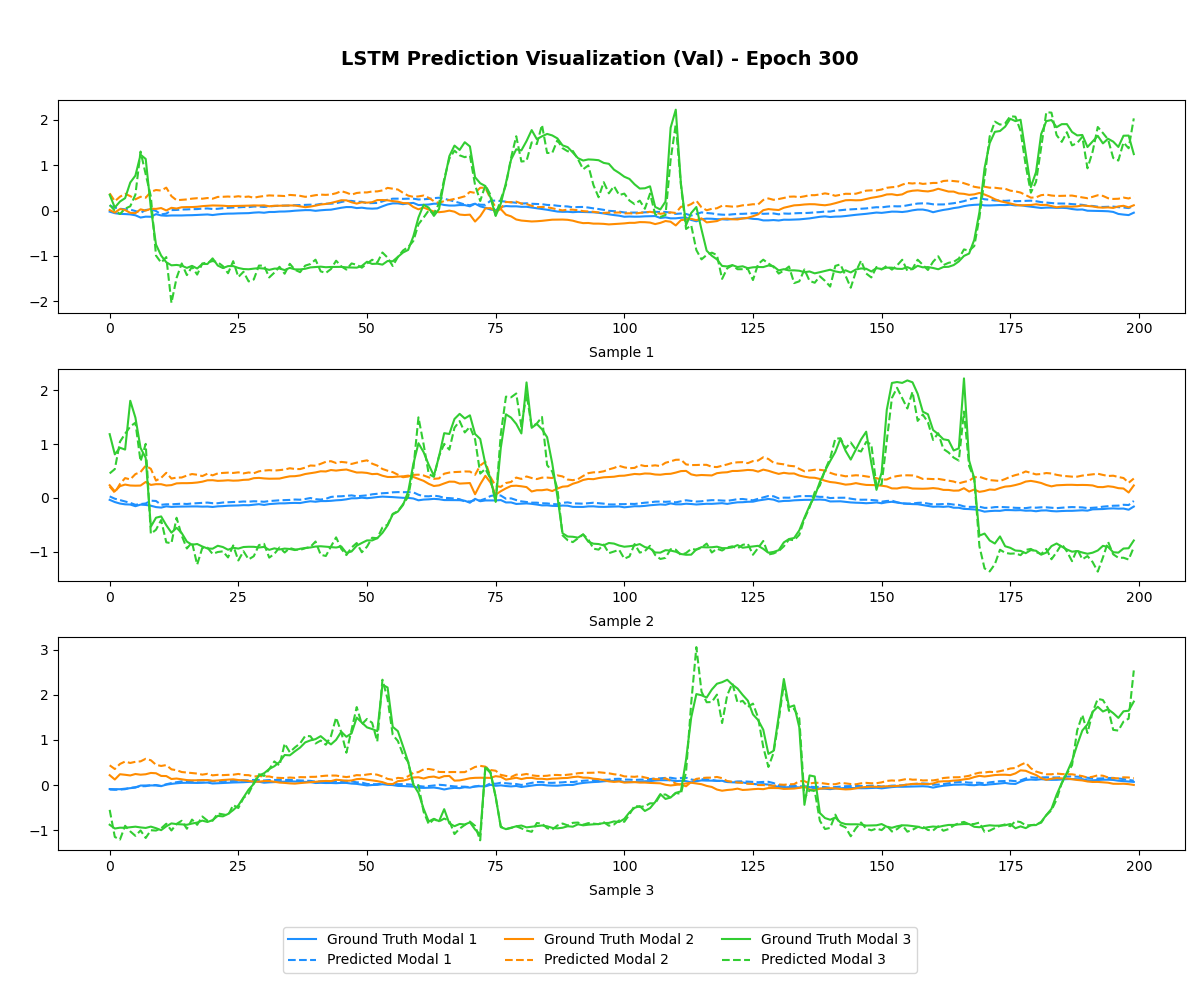 LSTM Prediction Visualization (Val) - Epoch 300
2
1
0
−1
−2
0 25 50 75 100 125 150 175 200
Sample 1
2
1
0
−1
0 25 50 75 100 125 150 175 200
Sample 2
3
2
1
0
−1
0 25 50 75 100 125 150 175 200
Sample 3
Ground Truth Modal 1 Ground Truth Modal 2 Ground Truth Modal 3
Predicted Modal 1 Predicted Modal 2 Predicted Modal 3